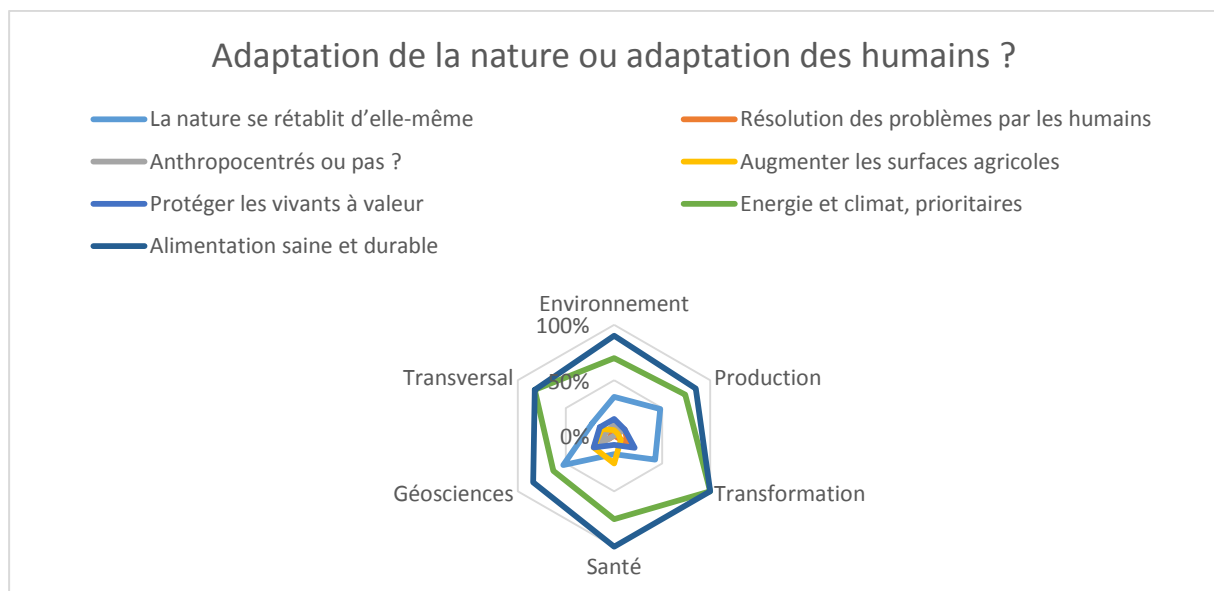 Adaptation de la nature ou adaptation des humains ?
La nature se rétablit d’elle-même
Résolution des problèmes par les humains
Anthropocentrés ou pas ?
Augmenter les surfaces agricoles
Protéger les vivants à valeur
Energie et climat, prioritaires
Alimentation saine et durable
Environnement
100%
Transversal
50%
Production
0%
Géosciences
Transformation
Santé